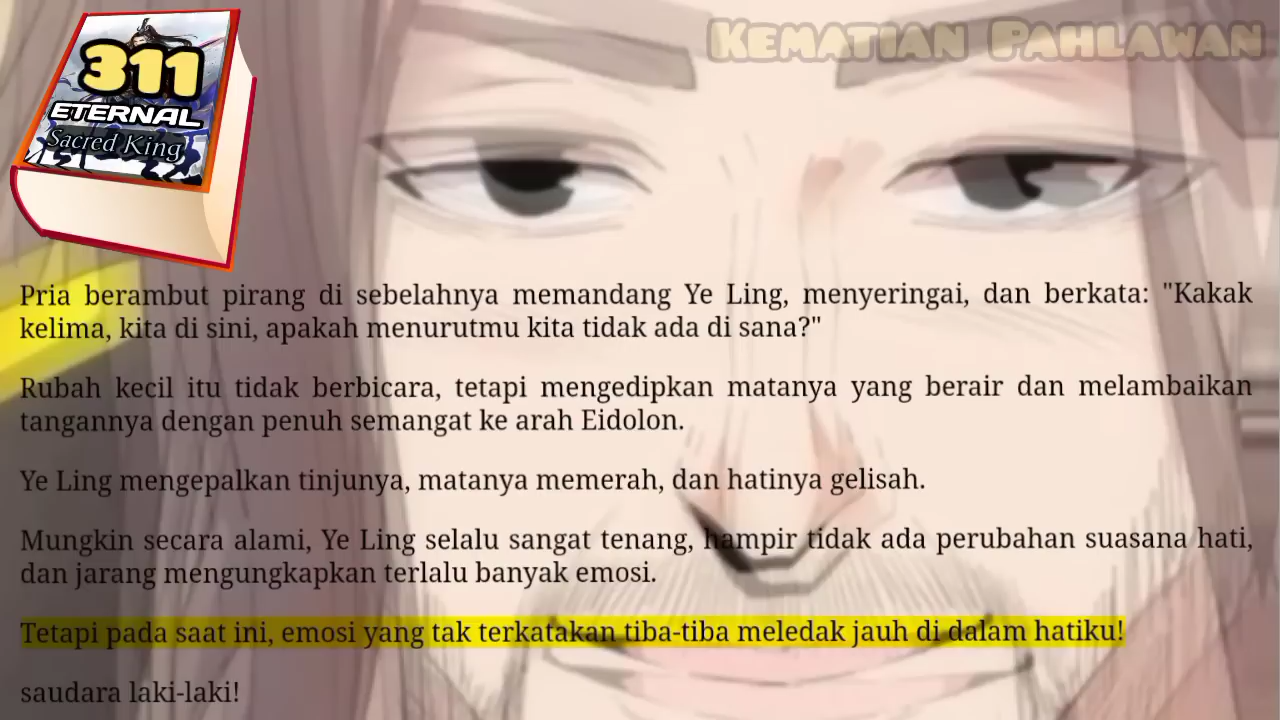 Kematian Pahlawan
311
ETERNAL
Sacred King
Pria berambut pirang di sebelahnya memandang Ye Ling, menyeringai, dan berkata: "Kakak
kelima, kita di sini, apakah menurutmu kita tidak ada di sana?"
Rubah kecil itu tidak berbicara, tetapi mengedipkan matanya yang berair dan melambaikan
tangannya dengan penuh semangat ke arah Eidolon.
Ye Ling mengepalkan tinjunya, matanya memerah, dan hatinya gelisah.
Mungkin secara alami, Ye Ling selalu sangat tenang, hampir tidak ada perubahan suasana hati,
dan jarang mengungkapkan terlalu banyak emosi.
Tetapi pada saat ini, emosi yang tak terkatakan tiba-tiba meledak jauh di dalam hatiku!
saudara laki-laki!